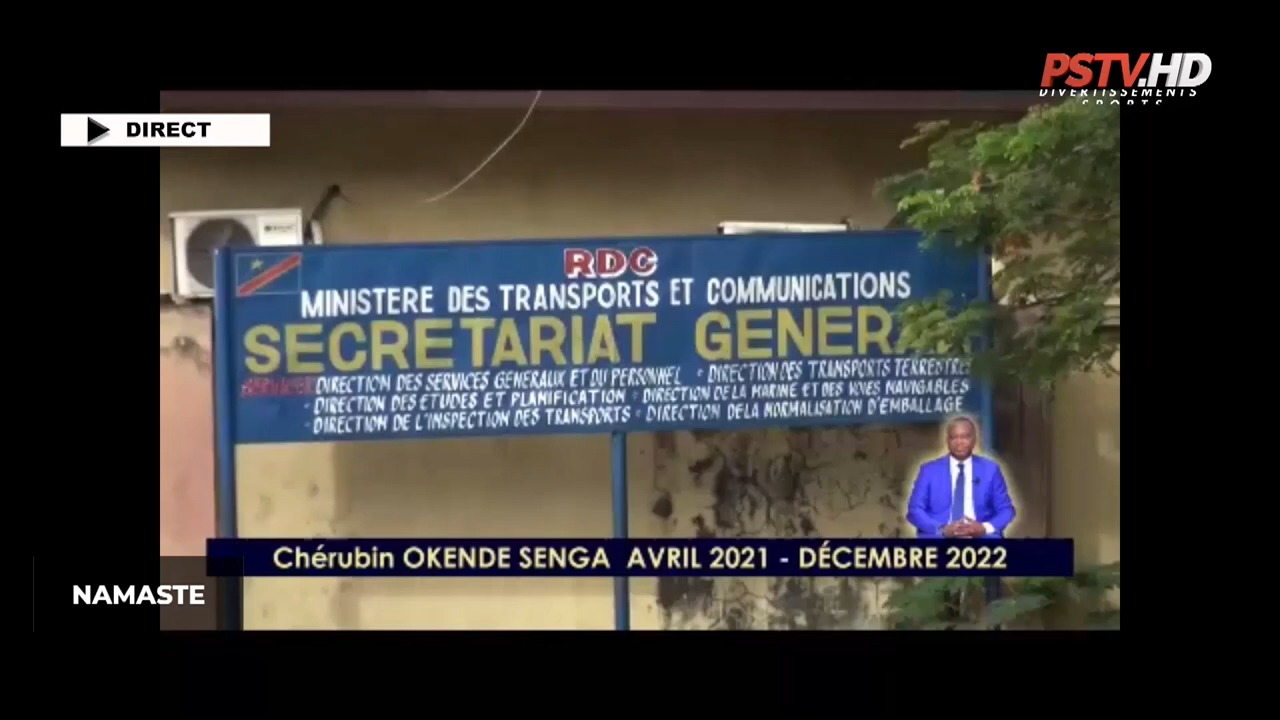 PSTV.HD
DIVERTISSEMENTS
SPORTS
DIRECT
RDC
MINISTERE DES TRANSPORTS ET COMMUNICATIONS
SECRETARIAT GENERA
SERVICES DIRECTION DES SERVICES GENERAUX ET DU PERSONNEL - DIRECTION DES TRANSPORTS TERRESTRES
- DIRECTION DES ETUDES ET PLANIFICATION - DIRECTION DE LA MARINE ET DES VOIES NAVIGABLES
- DIRECTION DE L'INSPECTION DES TRANSPORTS - DIRECTION DE LA NORMALISATION D'EMBALLAGE
Chérubin OKENDE SENGA AVRIL 2021 - DÉCEMBRE 2022
NAMASTE